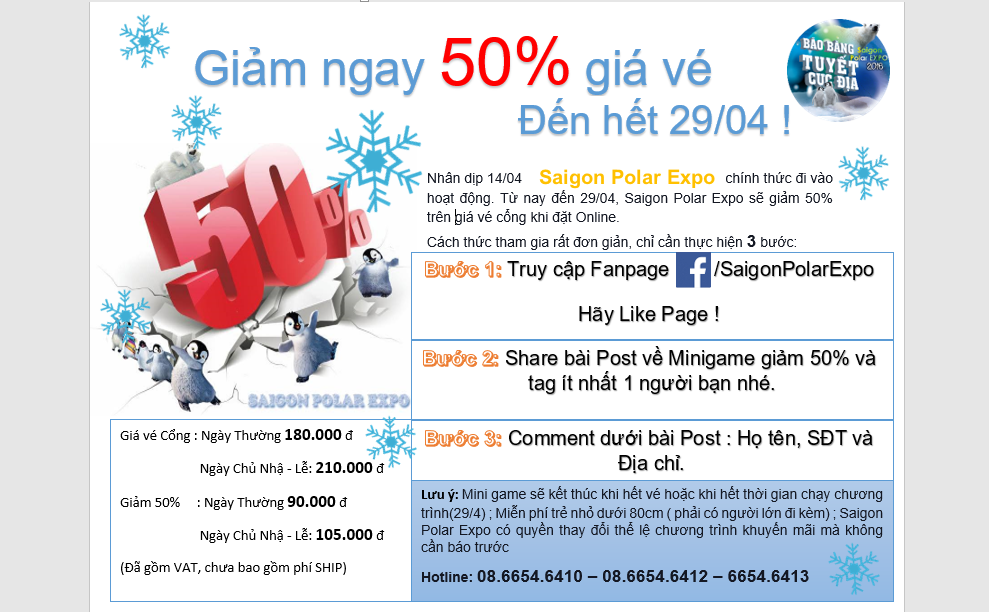 Giảm ngay 50% giá vé
Đến hết 29/04 !
BÃO BĂNG
TUYẾT
CỰC ĐỊA
Saigon
Polar EXPO
2016
50%
SAIGON POLAR EXPO
Nhân dịp 14/04 Saigon Polar Expo chính thức đi vào
hoạt động. Từ nay đến 29/04, Saigon Polar Expo sẽ giảm 50%
trên giá vé cổng khi đặt Online.
Cách thức tham gia rất đơn giản, chỉ cần thực hiện 3 bước:
Bước 1: Truy cập Fanpage f /SaigonPolarExpo
Hãy Like Page !
Bước 2: Share bài Post về Minigame giảm 50% và
tag ít nhất 1 người bạn nhé.
Bước 3: Comment dưới bài Post : Họ tên, SĐT và
Địa chỉ.
Giá vé Cổng : Ngày Thường 180.000 đ
Ngày Chủ Nhậ - Lễ: 210.000 đ
Giảm 50% : Ngày Thường 90.000 đ
Ngày Chủ Nhậ - Lễ: 105.000 đ
(Đã gồm VAT, chưa bao gồm phí SHIP)
Lưu ý: Mini game sẽ kết thúc khi hết vé hoặc khi hết thời gian chạy chương
trình(29/4) ; Miễn phí trẻ nhỏ dưới 80cm ( phải có người lớn đi kèm) ; Saigon
Polar Expo có quyền thay đổi thể lệ chương trình khuyến mãi mà không
cần báo trước
Hotline: 08.6654.6410 – 08.6654.6412 – 6654.6413